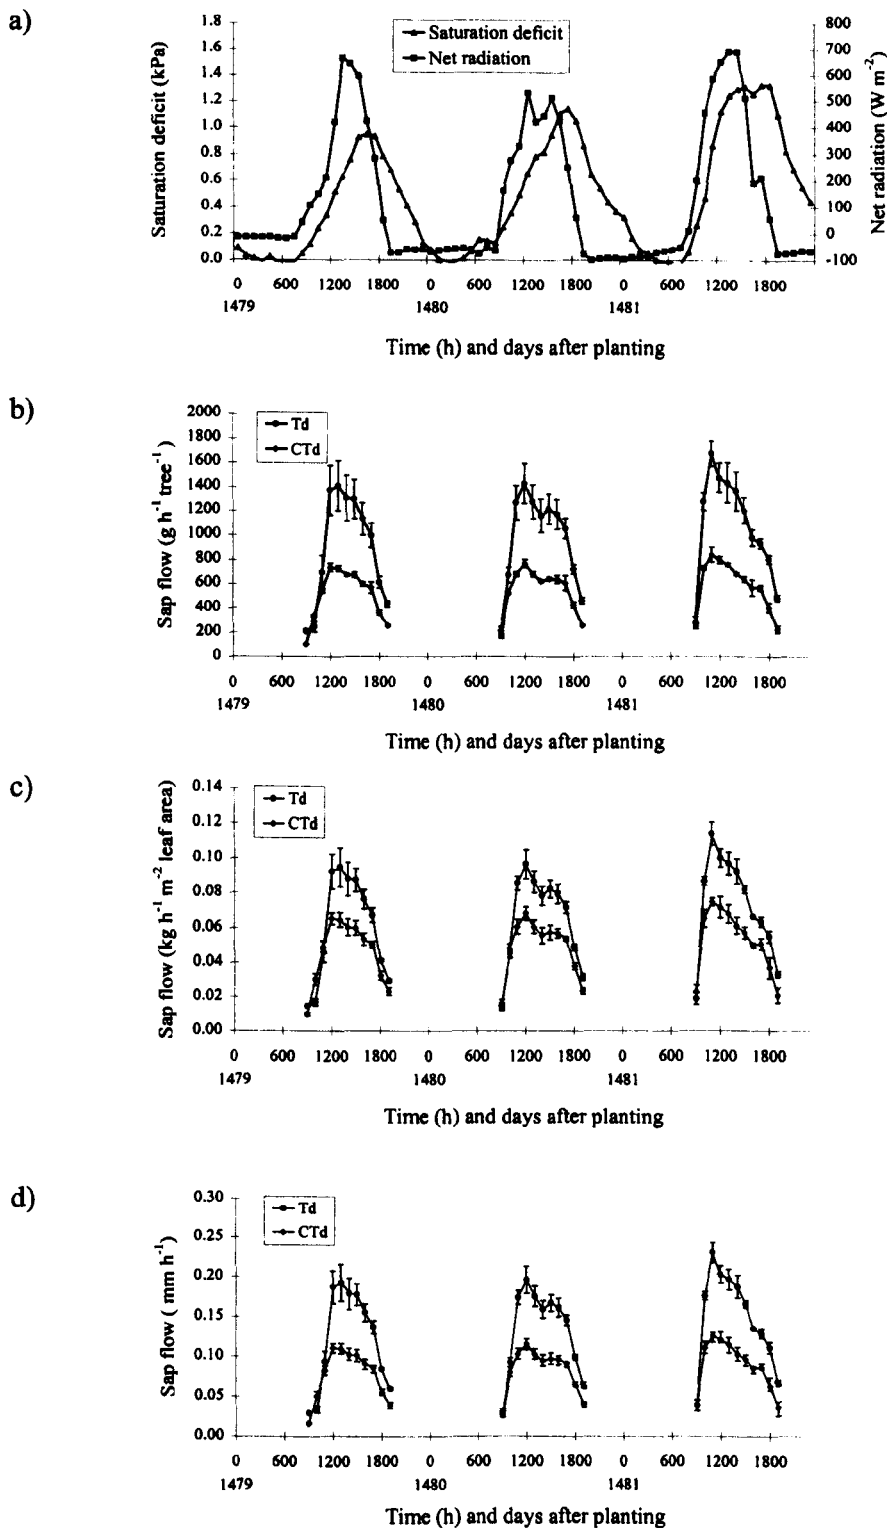 a)
Saturation deficit (kPa)
1.8
1.6
1.4
1.2
1.0
0.8
0.6
0.4
0.2
0.0
Saturation deficit
Net radiation
800
700
600
500
400
300
200
100
0
-100
Net radiation (W m-2)
0 600 1200 1800 0 600 1200 1800 0 600 1200 1800
1479 1480 1481
Time (h) and days after planting
b)
Sap flow (g h-1 tree-1)
2000
1800
1600
1400
1200
1000
800
600
400
200
0
Td
CTd
0 600 1200 1800 0 600 1200 1800 0 600 1200 1800
1479 1480 1481
Time (h) and days after planting
c)
Sap flow (kg h-1 m-2 leaf area)
0.14
0.12
0.10
0.08
0.06
0.04
0.02
0.00
Td
CTd
0 600 1200 1800 0 600 1200 1800 0 600 1200 1800
1479 1480 1481
Time (h) and days after planting
d)
Sap flow ( mm h-1)
0.30
0.25
0.20
0.15
0.10
0.05
0.00
Td
CTd
0 600 1200 1800 0 600 1200 1800 0 600 1200 1800
1479 1480 1481
Time (h) and days after planting